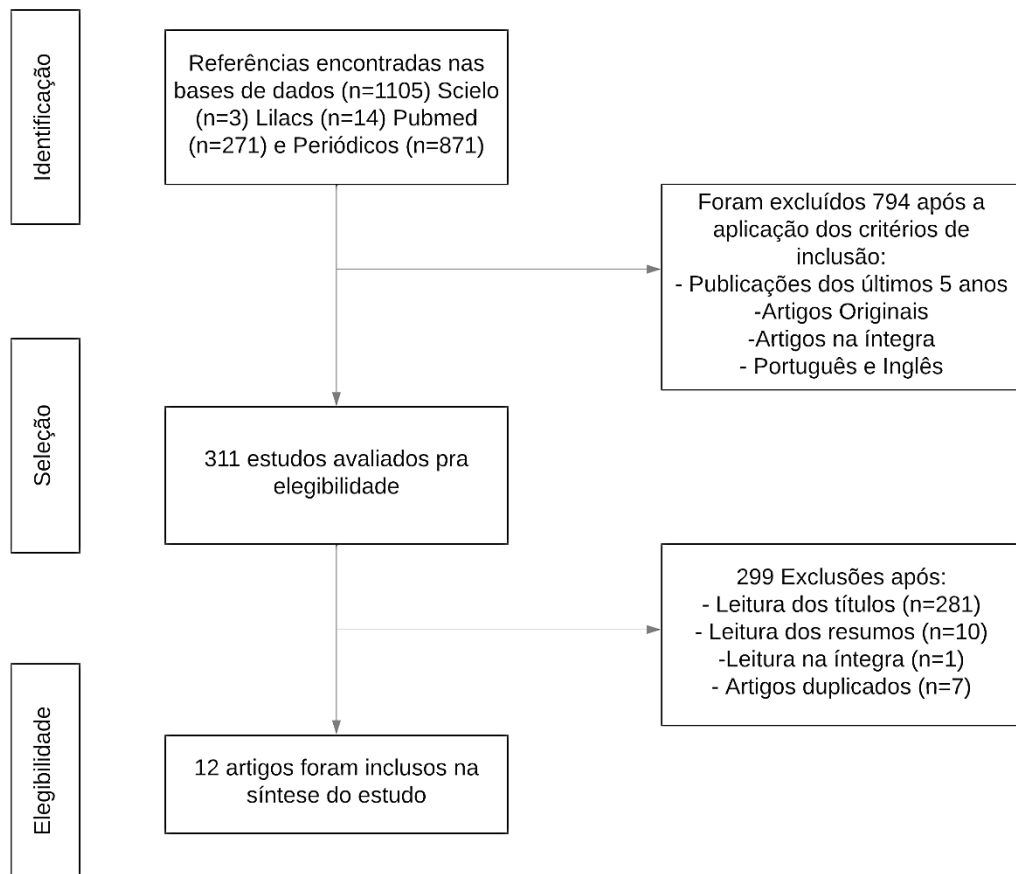 Identificação
Referências encontradas nas
bases de dados (n=1105) Scielo
(n=3) Lilacs (n=14) Pubmed
(n=271) e Periódicos (n=871)
Foram excluídos 794 após a
aplicação dos critérios de
inclusão:
- Publicações dos últimos 5 anos
-Artigos Originais
-Artigos na íntegra
- Português e Inglês
Seleção
311 estudos avaliados pra
elegibilidade
299 Exclusões após:
- Leitura dos títulos (n=281)
- Leitura dos resumos (n=10)
-Leitura na íntegra (n=1)
- Artigos duplicados (n=7)
Elegibilidade
12 artigos foram inclusos na
síntese do estudo